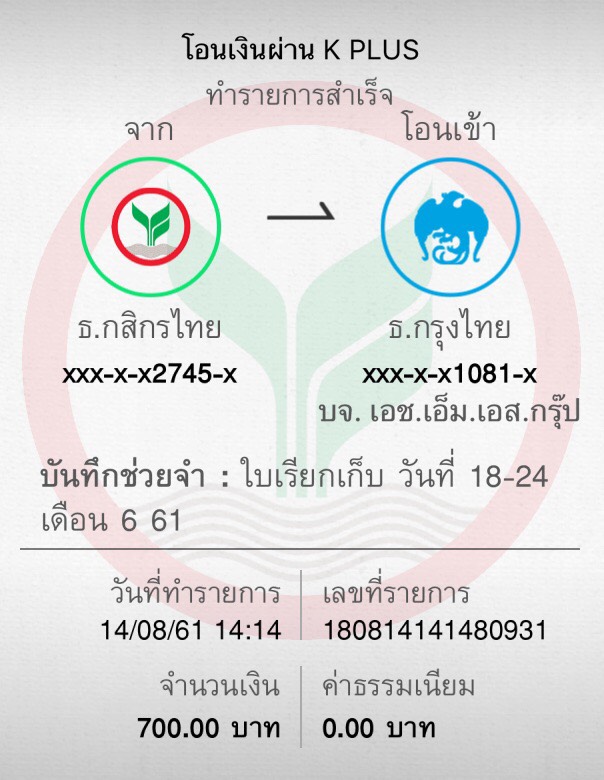 โอนเงินผ่าน K PLUS
ทำรายการสำเร็จ
จาก
โอนเข้า
ธ.กสิกรไทย
xxx-x-x2745-x
ธ.กรุงไทย
xxx-x-x1081-x
บจ. เอช.เอ็ม.เอส.กรุ๊ป
บันทึกช่วยจำ : ใบเรียกเก็บ วันที่ 18-24
เดือน 6 61
วันที่ทำรายการ
14/08/61 14:14
เลขที่รายการ
180814141480931
จำนวนเงิน
700.00 บาท
ค่าธรรมเนียม
0.00 บาท